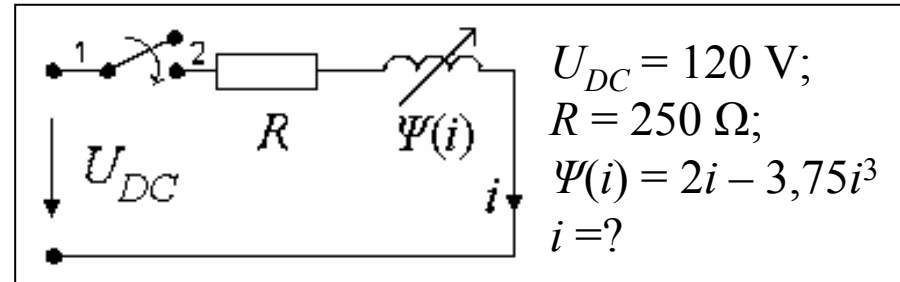 1 2
R
Ψ(i)
U_DC
i
U_DC = 120 V;
R = 250 Ω;
Ψ(i) = 2i – 3,75i³
i =?